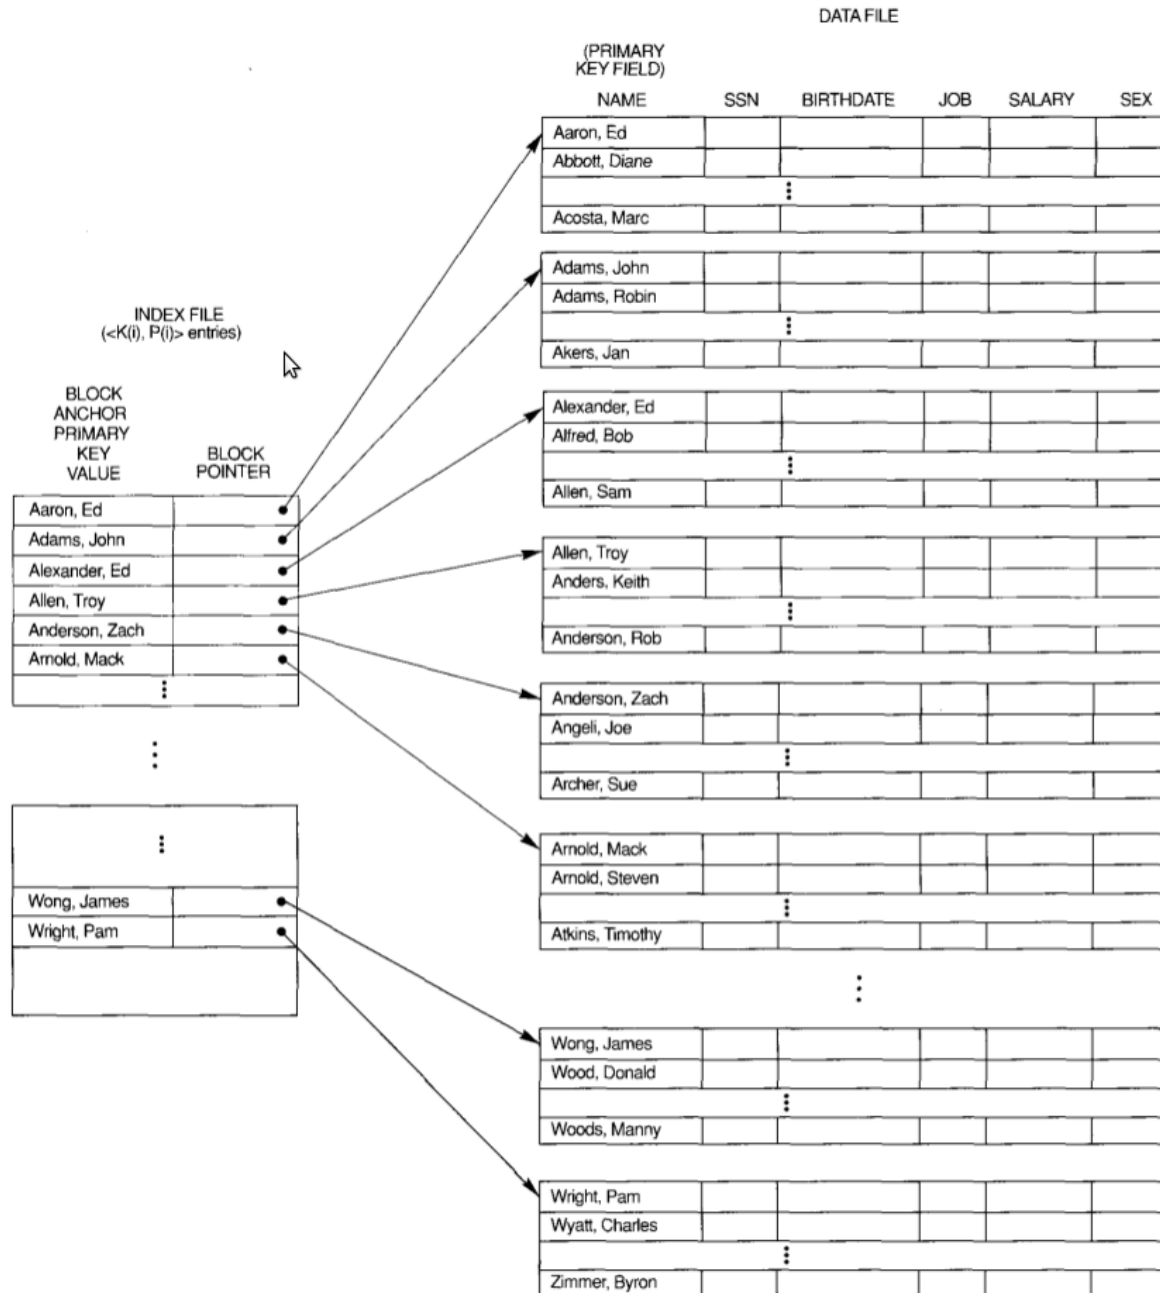 DATA FILE
(PRIMARY
KEY FIELD)
NAME SSN BIRTHDATE JOB SALARY SEX
Aaron, Ed
Abbott, Diane
Acosta, Marc
Adams, John
Adams, Robin
Akers, Jan
Alexander, Ed
Alfred, Bob
Allen, Sam
Allen, Troy
Anders, Keith
Anderson, Rob
Anderson, Zach
Angeli, Joe
Archer, Sue
Arnold, Mack
Arnold, Steven
Atkins, Timothy
Wong, James
Wood, Donald
Woods, Manny
Wright, Pam
Wyatt, Charles
Zimmer, Byron
INDEX FILE
(<K(i), P(i)> entries)
BLOCK
ANCHOR
PRIMARY
KEY
VALUE
BLOCK
POINTER
Aaron, Ed
Adams, John
Alexander, Ed
Allen, Troy
Anderson, Zach
Arnold, Mack
Wong, James
Wright, Pam